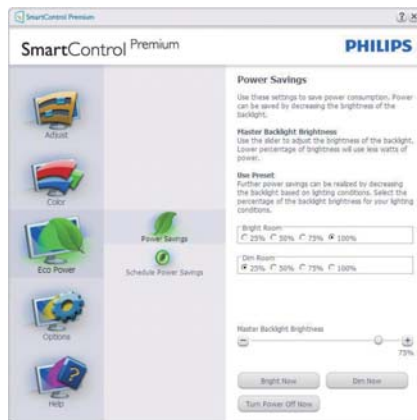 SmartControl Premium
SmartControl Premium
PHILIPS
Adjust
Color
Eco Power
Options
Help
Power Savings
Schedule Power Savings
Power Savings
Use these settings to save power consumption. Power
can be saved by decreasing the brightness of the
backlight.
Master Backlight Brightness
Use the slider to adjust the brightness of the backlight.
Lower percentage of brightness will use less watts of
power.
Use Preset
Further power savings can be realized by decreasing
the backlight based on lighting conditions. Select the
percentage of the backlight brightness for your lighting
conditions.
Bright Room
25% 50% 75% 100%
Dim Room
25% 50% 75% 100%
Master Backlight Brightness
75%
Bright Now Dim Now
Turn Power Off Now